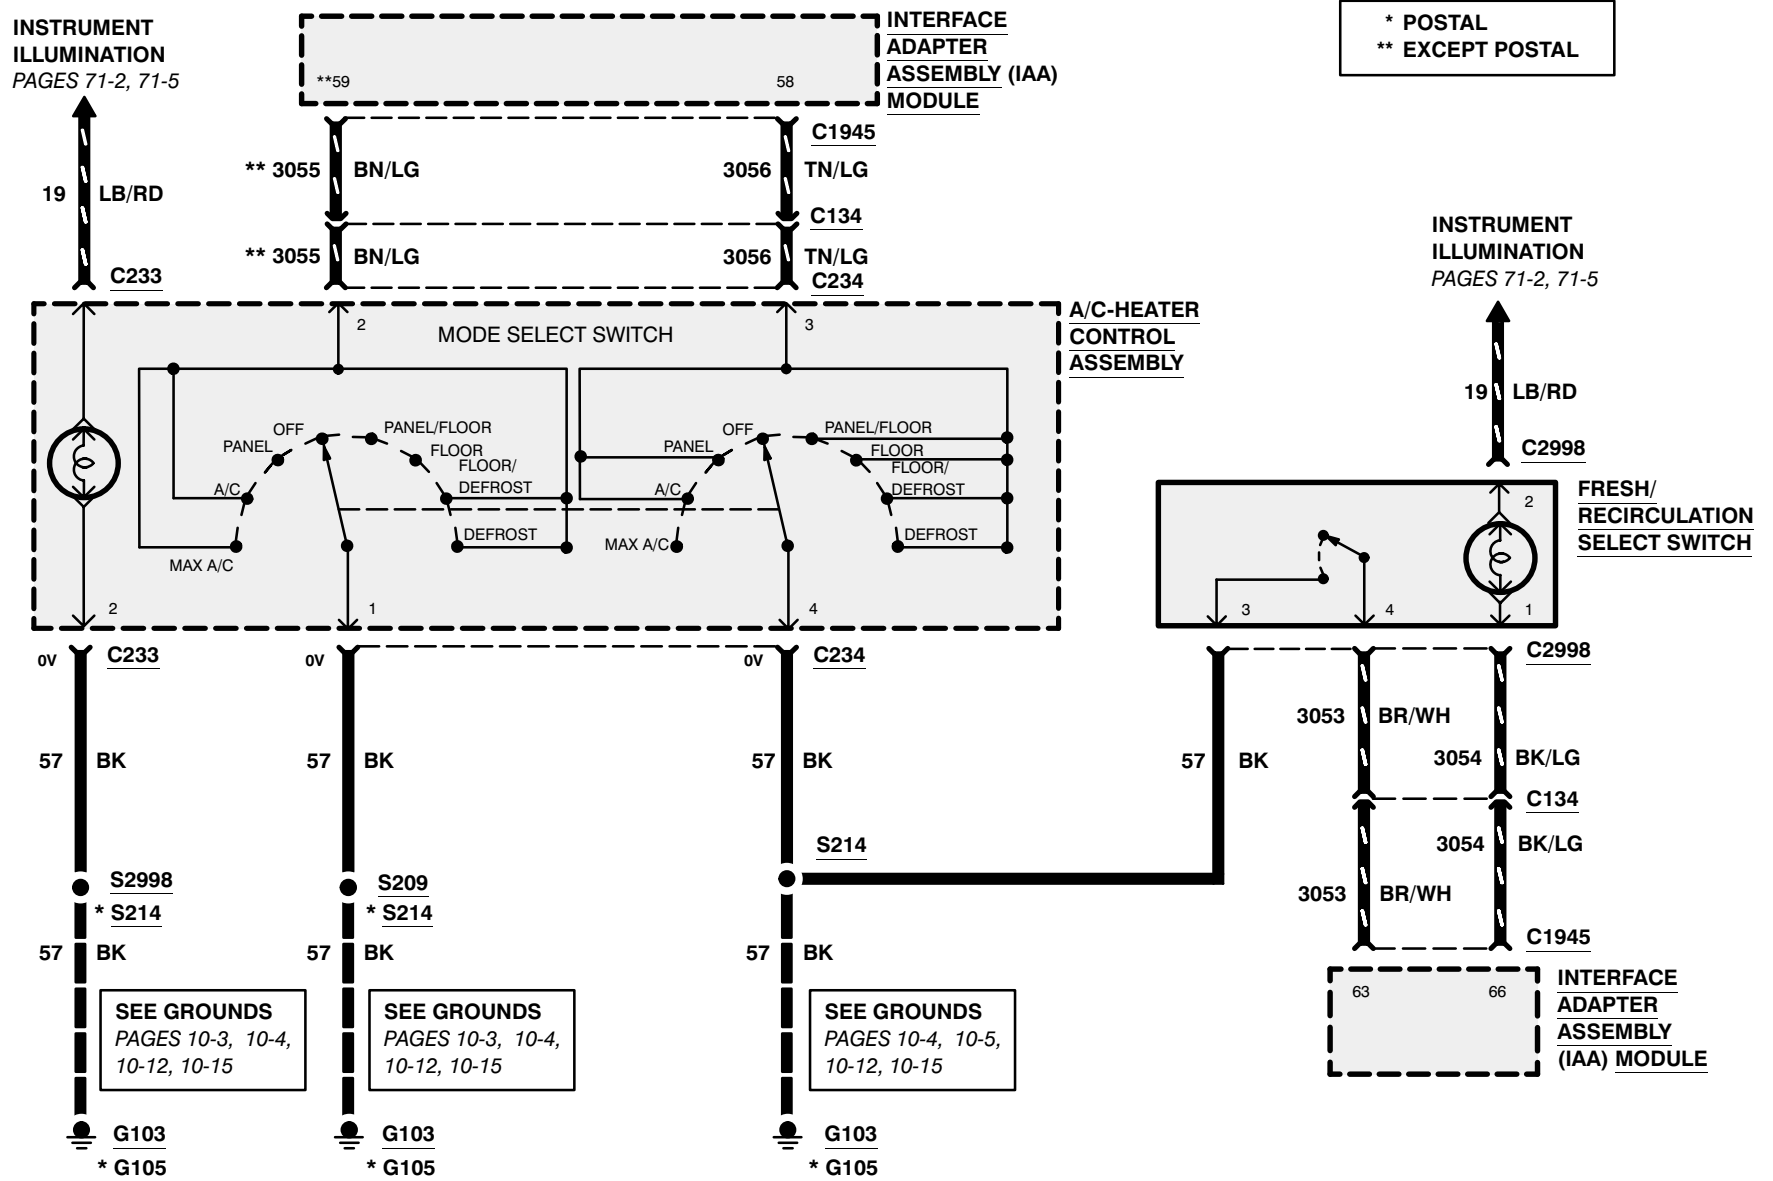 INSTRUMENT
ILLUMINATION
PAGES 71-2, 71-5
19 LB/RD
C233
**59
58
INTERFACE
ADAPTER
ASSEMBLY (IAA)
MODULE
* POSTAL
** EXCEPT POSTAL
C1945
** 3055 BN/LG
3056 TN/LG
C134
** 3055 BN/LG
3056 TN/LG
C234
2
MODE SELECT SWITCH
3
A/C-HEATER
CONTROL
ASSEMBLY
OFF
PANEL/FLOOR
PANEL
FLOOR
FLOOR/
DEFROST
A/C
DEFROST
MAX A/C
OFF
PANEL/FLOOR
PANEL
FLOOR
FLOOR/
DEFROST
A/C
DEFROST
MAX A/C
2
1
4
INSTRUMENT
ILLUMINATION
PAGES 71-2, 71-5
19 LB/RD
C2998
FRESH/
RECIRCULATION
SELECT SWITCH
2
3
4
1
0V C233
0V
0V C234
C2998
57 BK
57 BK
57 BK
57 BK
3053 BR/WH
3054 BK/LG
C134
3054 BK/LG
3053 BR/WH
C1945
S2998
* S214
S209
* S214
S214
57 BK
57 BK
57 BK
SEE GROUNDS
PAGES 10-3, 10-4,
10-12, 10-15
SEE GROUNDS
PAGES 10-3, 10-4,
10-12, 10-15
SEE GROUNDS
PAGES 10-4, 10-5,
10-12, 10-15
63
66
INTERFACE
ADAPTER
ASSEMBLY
(IAA) MODULE
G103
* G105
G103
* G105
G103
* G105